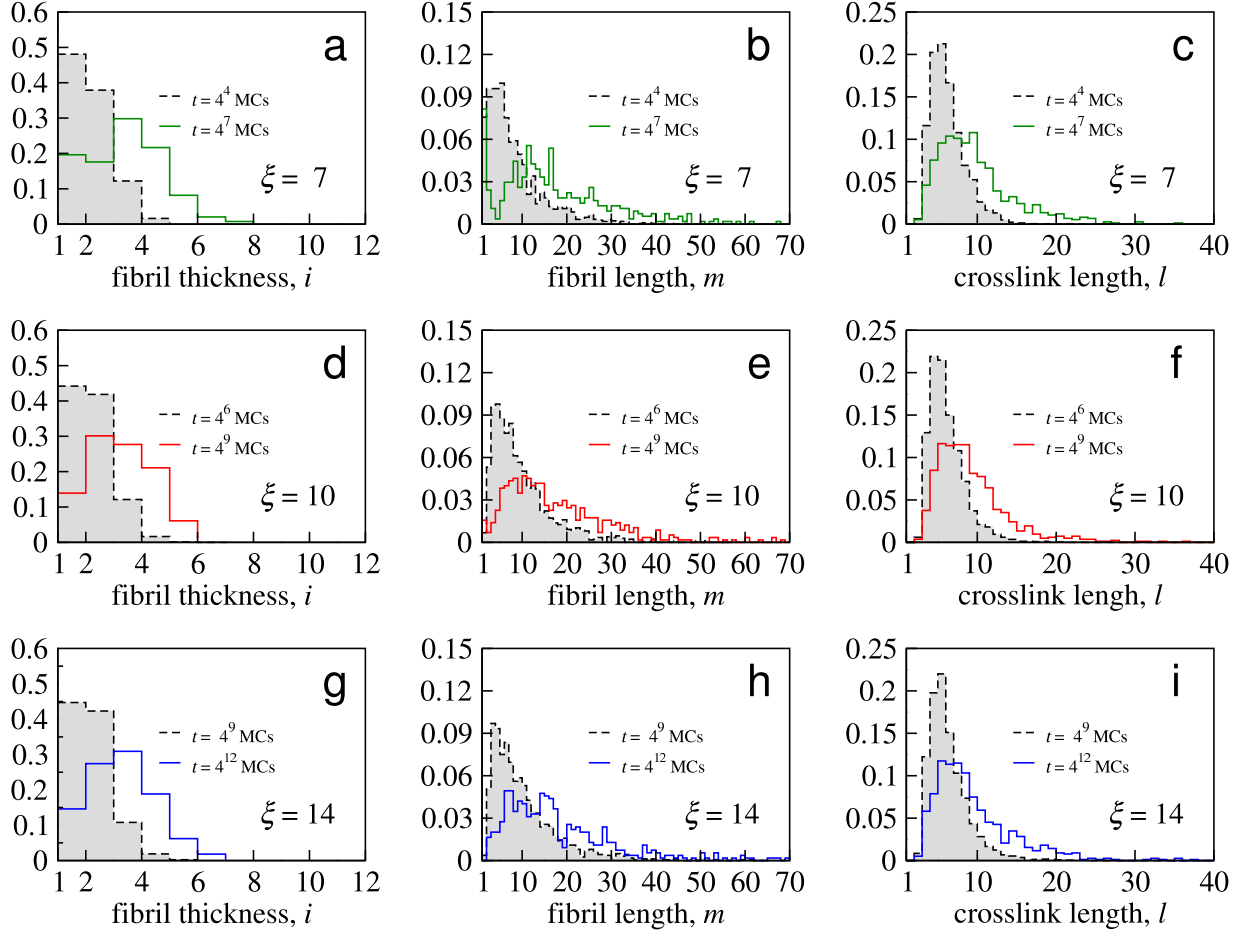 0.6
0.5
0.4
0.3
0.2
0.1
0
1 2 4 6 8 10 12
fibril thickness, i
a
t = 4^4 MCs
t = 4^7 MCs
ξ = 7
0.15
0.12
0.09
0.06
0.03
0
1 10 20 30 40 50 60 70
fibril length, m
b
t = 4^4 MCs
t = 4^7 MCs
ξ = 7
0.25
0.2
0.15
0.1
0.05
0
1 10 20 30 40
crosslink length, l
c
t = 4^4 MCs
t = 4^7 MCs
ξ = 7
0.6
0.5
0.4
0.3
0.2
0.1
0
1 2 4 6 8 10 12
fibril thickness, i
d
t = 4^6 MCs
t = 4^9 MCs
ξ = 10
0.15
0.12
0.09
0.06
0.03
0
1 10 20 30 40 50 60 70
fibril length, m
e
t = 4^6 MCs
t = 4^9 MCs
ξ = 10
0.25
0.2
0.15
0.1
0.05
0
1 10 20 30 40
crosslink lengh, l
f
t = 4^6 MCs
t = 4^9 MCs
ξ = 10
0.6
0.5
0.4
0.3
0.2
0.1
0
1 2 4 6 8 10 12
fibril thickness, i
g
t = 4^9 MCs
t = 4^12 MCs
ξ = 14
0.15
0.12
0.09
0.06
0.03
0
1 10 20 30 40 50 60 70
fibril length, m
h
t = 4^9 MCs
t = 4^12 MCs
ξ = 14
0.25
0.2
0.15
0.1
0.05
0
1 10 20 30 40
crosslink length, l
i
t = 4^9 MCs
t = 4^12 MCs
ξ = 14